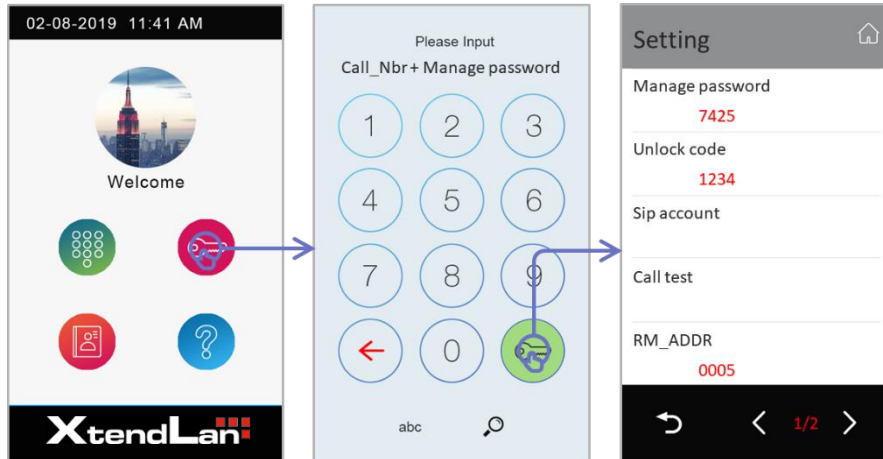 02-08-2019 11:41 AM
Welcome
XtendLan
Please Input
Call_Nbr+ Manage password
1 2 3
4 5 6
7 8 9
0
abc
Setting
Manage password
7425
Unlock code
1234
Sip account
Call test
RM_ADDR
0005
1/2